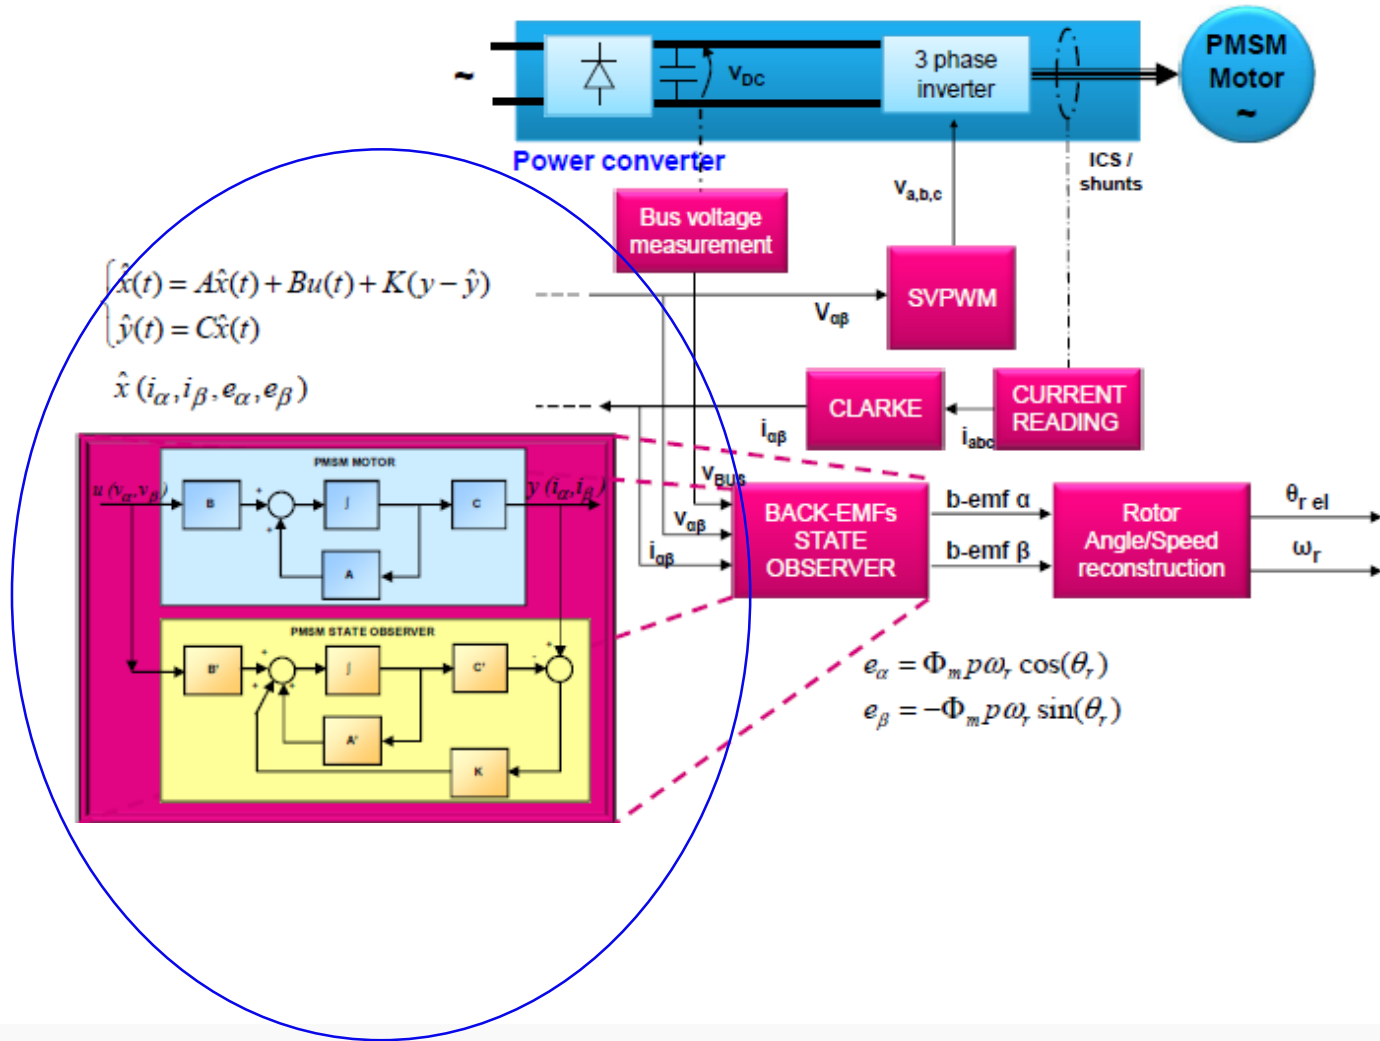 PMSM
Motor
~
~
V_DC
3 phase
inverter
Power converter
ICS /
shunts
V_a,b,c
Bus voltage
measurement
SVPWM
V_αβ
{ x̂(t) = Ax̂(t) + Bu(t) + K(y − ŷ)
ŷ(t) = Cx̂(t)
x̂ (i_α, i_β, e_α, e_β)
CLARKE
CURRENT
READING
i_αβ
i_abc
PMSM MOTOR
u (v_α, v_β)
B
+
+
∫
C
y (i_α, i_β)
A
V_BUS
V_αβ
i_αβ
BACK-EMFs
STATE
OBSERVER
b-emf α
b-emf β
Rotor
Angle/Speed
reconstruction
θ_r el
ω_r
PMSM STATE OBSERVER
B'
+
+
+
∫
C'
-
+
A'
K
e_α = Φ_m p ω_r cos(θ_r)
e_β = −Φ_m p ω_r sin(θ_r)